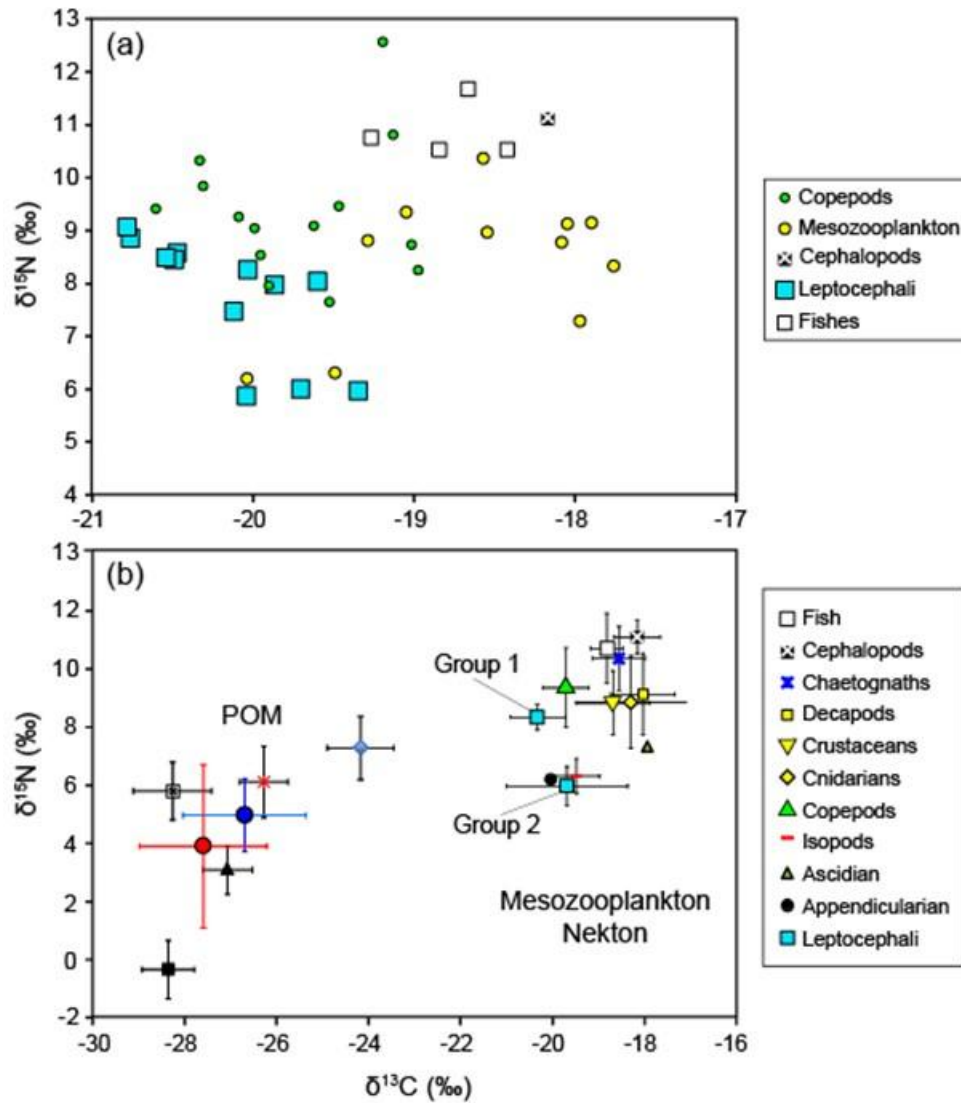 (a)
13
12
11
10
9
8
7
6
5
4
δ¹⁵N (‰)
-21
-20
-19
-18
-17
Copepods
Mesozooplankton
Cephalopods
Leptocephali
Fishes
(b)
13
12
10
8
6
4
2
0
-2
δ¹⁵N (‰)
POM
Group 1
Group 2
Mesozooplankton
Nekton
-30
-28
-26
-24
-22
-20
-18
-16
δ¹³C (‰)
Fish
Cephalopods
Chaetognaths
Decapods
Crustaceans
Cnidarians
Copepods
Isopods
Ascidian
Appendicularian
Leptocephali